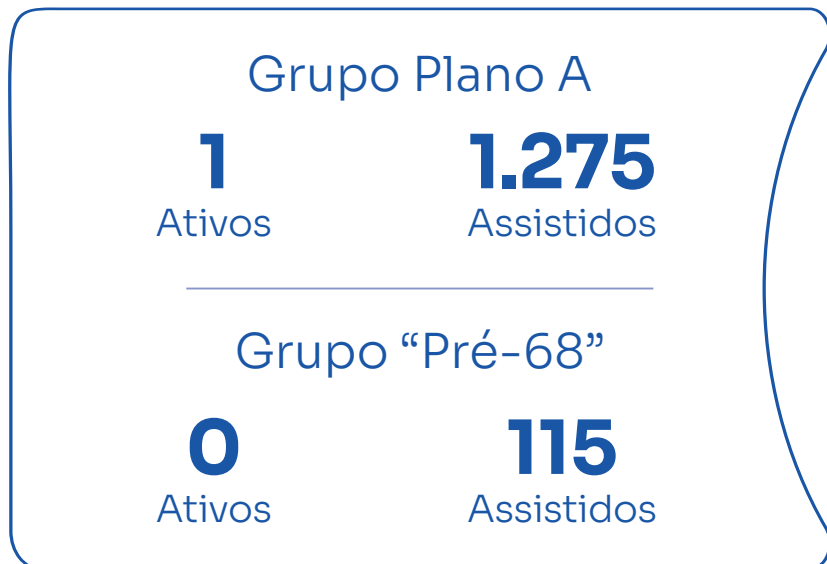 Grupo Plano A
1 1.275
Ativos Assistidos
Grupo “Pré-68”
0 115
Ativos Assistidos